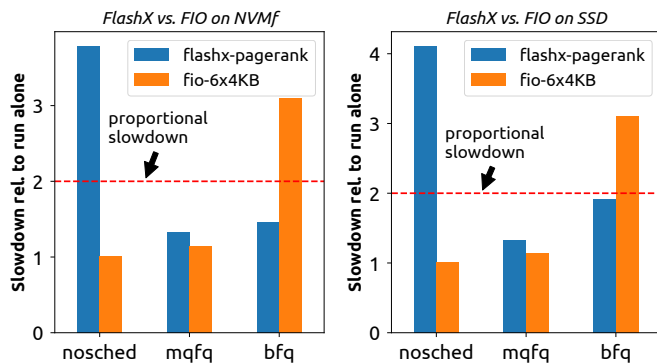 FlashX vs. FIO on NVMf
Slowdown rel. to run alone
3
2
1
0
flashx-pagerank
fio-6x4KB
proportional
slowdown
nosched mqfq bfq
FlashX vs. FIO on SSD
Slowdown rel. to run alone
4
3
2
1
0
flashx-pagerank
fio-6x4KB
proportional
slowdown
nosched mqfq bfq